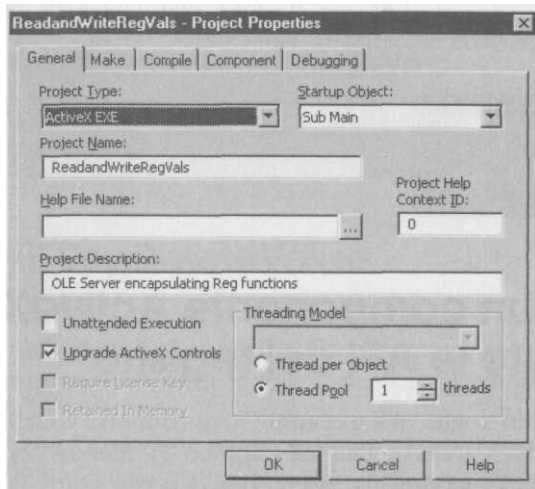 ReadandWriteRegVals - Project Properties
General Make Compile Component Debugging
Project Type:
ActiveX EXE
Startup Object:
Sub Main
Project Name:
ReadandWriteRegVals
Help File Name:
...
Project Help
Context ID:
0
Project Description:
OLE Server encapsulating Reg functions
Unattended Execution
Upgrade ActiveX Controls
Require License Key
Retained In Memory
Threading Model
Thread per Object
Thread Pool 1 threads
OK Cancel Help